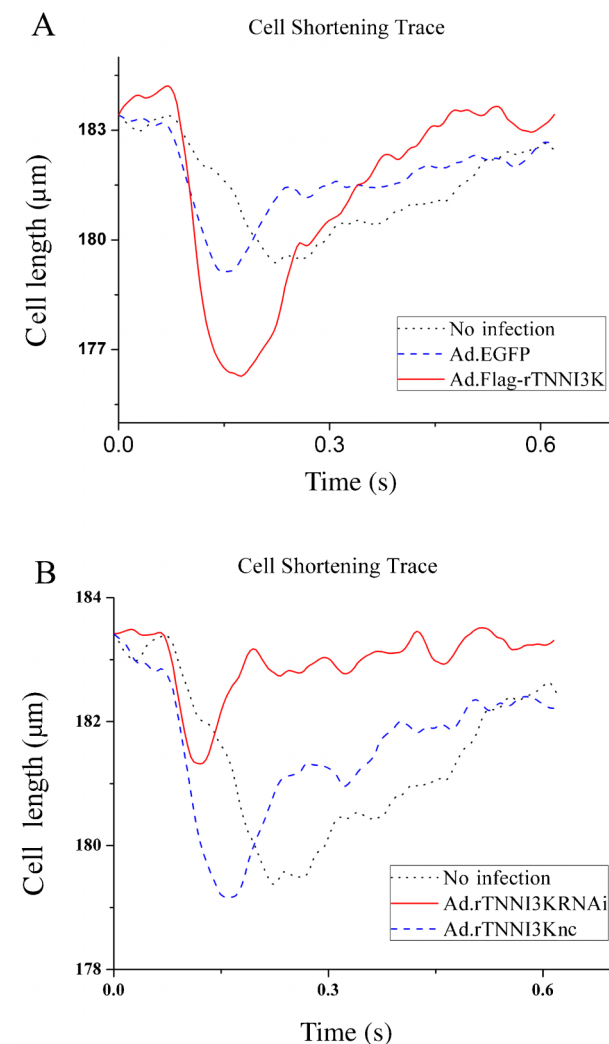 A
Cell Shortening Trace
Cell length (µm)
183
180
177
No infection
Ad.EGFP
Ad.Flag-rTNNI3K
0.0
0.3
0.6
Time (s)
B
Cell Shortening Trace
Cell length (µm)
184
182
180
178
No infection
Ad.rTNNI3KRNAi
Ad.rTNNI3Knc
0.0
0.3
0.6
Time (s)